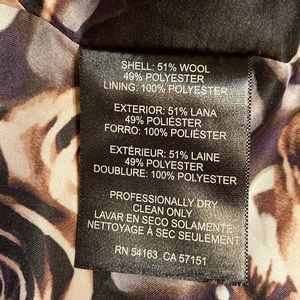 SHELL: 51% WOOL
49% POLYESTER
LINING: 100% POLYESTER
EXTERIOR: 51% LANA
49% POLIÉSTER
FORRO: 100% POLIÉSTER
EXTÉRIEUR: 51% LAINE
49% POLYESTER
DOUBLURE: 100% POLYESTER
PROFESSIONALLY DRY
CLEAN ONLY
LAVAR EN SECO SOLAMENTE
NETTOYAGE À SEC SEULEMENT
RN 54163 CA 57151